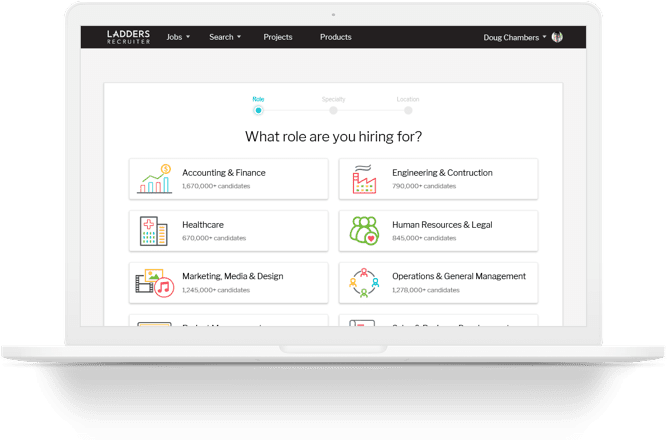 LADDERS
RECRUITER
Jobs
Search
Projects
Products
Doug Chambers
Role
Specialty
Location
What role are you hiring for?
Accounting & Finance
1,670,000+ candidates
Engineering & Contruction
790,000+ candidates
Healthcare
670,000+ candidates
Human Resources & Legal
845,000+ candidates
Marketing, Media & Design
1,245,000+ candidates
Operations & General Management
1,278,000+ candidates